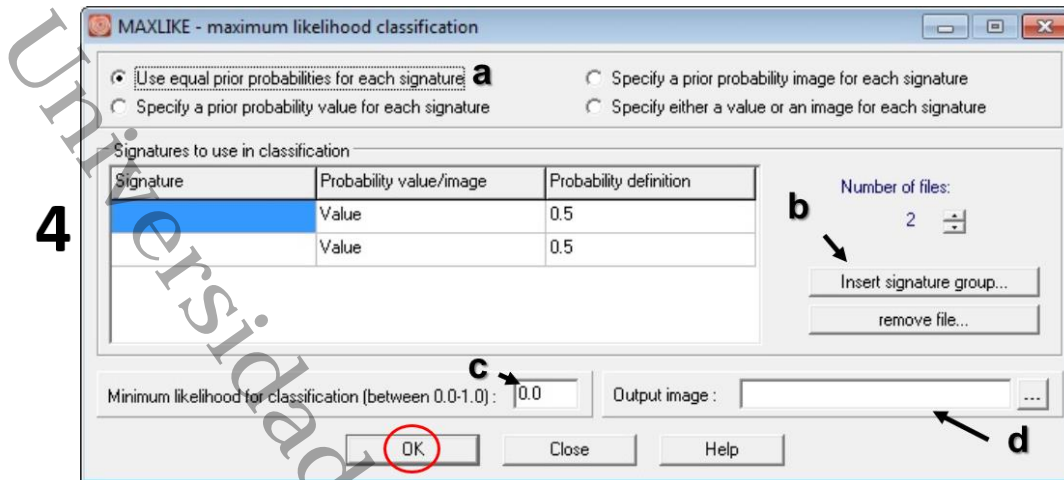 MAXLIKE - maximum likelihood classification
Use equal prior probabilities for each signature a
Specify a prior probability image for each signature
Specify a prior probability value for each signature
Specify either a value or an image for each signature
Signatures to use in classification
Signature Probability value/image Probability definition
Value 0.5
Value 0.5
Number of files:
2
b
Insert signature group...
remove file...
4
c
Minimum likelihood for classification (between 0.0-1.0) : 0.0
Output image : ...
d
OK Close Help
Universidad